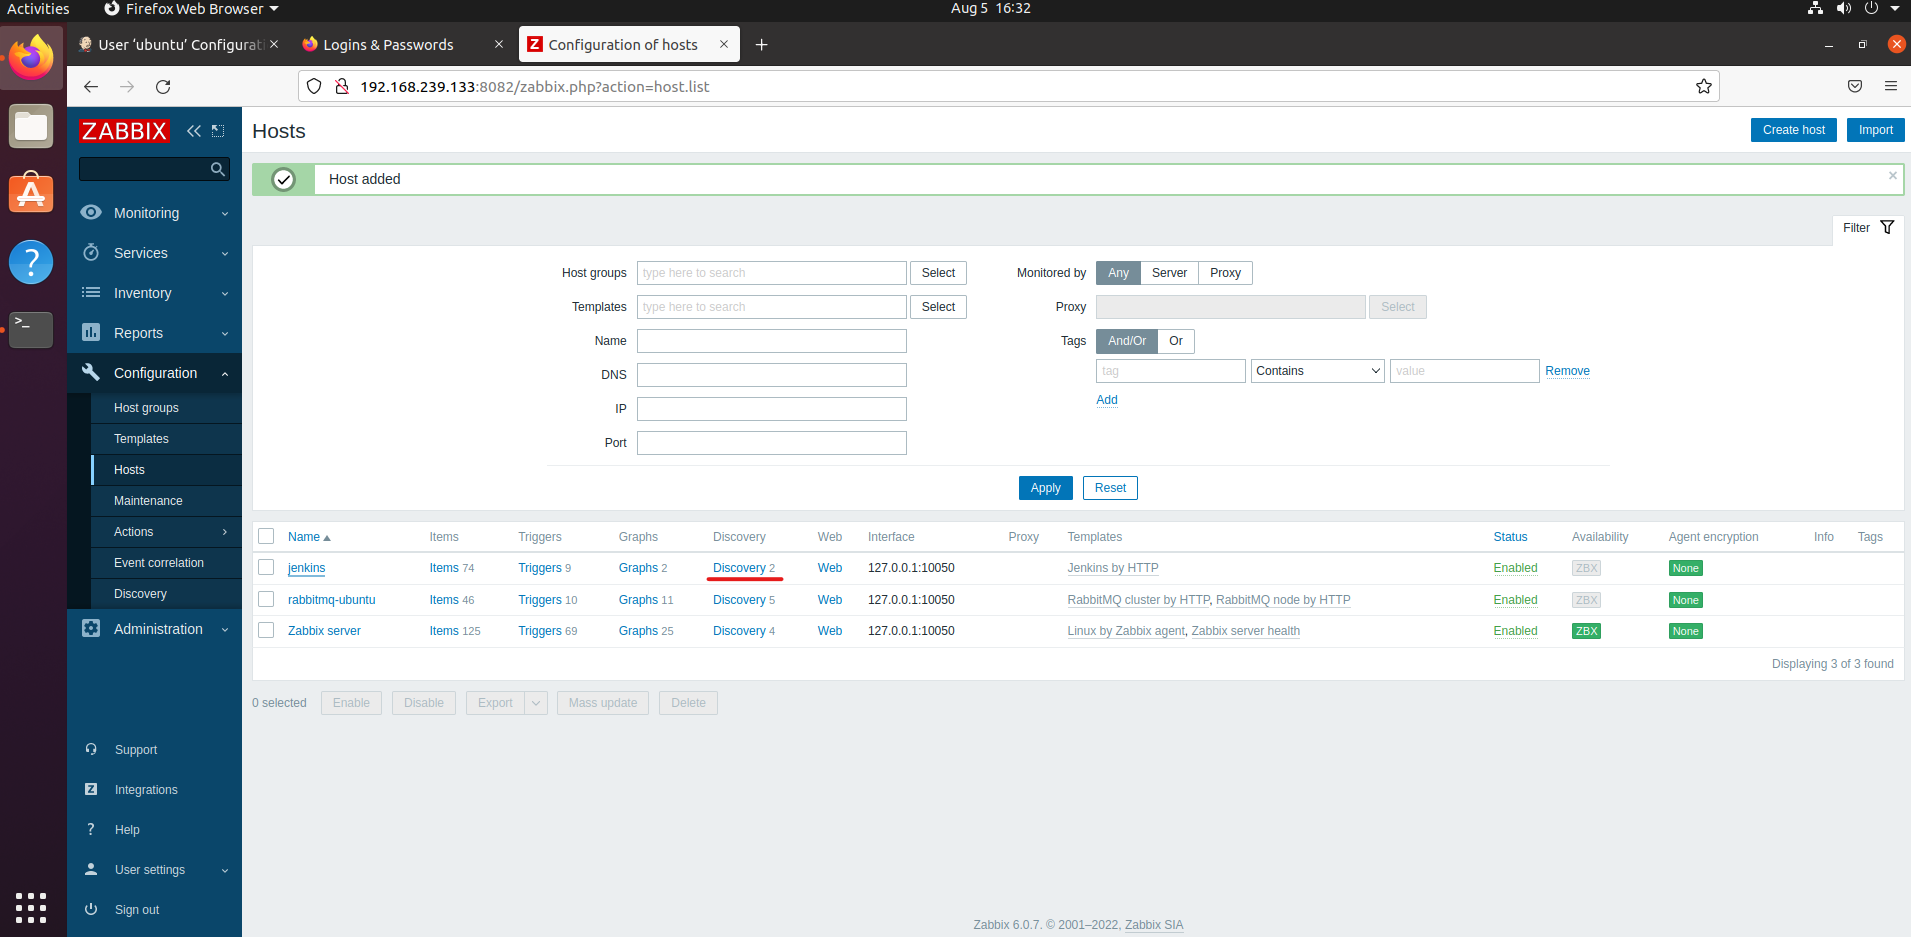 Activities Firefox Web Browser Aug 5 16:32
User ‘ubuntu’ Configurati Logins & Passwords Z Configuration of hosts
192.168.239.133:8082/zabbix.php?action=host.list
ZABBIX
Monitoring
Services
Inventory
Reports
Configuration
Host groups
Templates
Hosts
Maintenance
Actions
Event correlation
Discovery
Administration
Support
Z Integrations
? Help
User settings
Sign out
Hosts Create host Import
Host added
Filter
Host groups type here to search Select Monitored by Any Server Proxy
Templates type here to search Select Proxy Select
Name Tags And/Or Or
DNS tag Contains value Remove
IP Add
Port
Apply Reset
Name Items Triggers Graphs Discovery Web Interface Proxy Templates Status Availability Agent encryption Info Tags
jenkins Items 74 Triggers 9 Graphs 2 Discovery 2 Web 127.0.0.1:10050 Jenkins by HTTP Enabled ZBX None
rabbitmq-ubuntu Items 46 Triggers 10 Graphs 11 Discovery 5 Web 127.0.0.1:10050 RabbitMQ cluster by HTTP, RabbitMQ node by HTTP Enabled ZBX None
Zabbix server Items 125 Triggers 69 Graphs 25 Discovery 4 Web 127.0.0.1:10050 Linux by Zabbix agent, Zabbix server health Enabled ZBX None
Displaying 3 of 3 found
0 selected Enable Disable Export Mass update Delete
Zabbix 6.0.7. © 2001–2022, Zabbix SIA